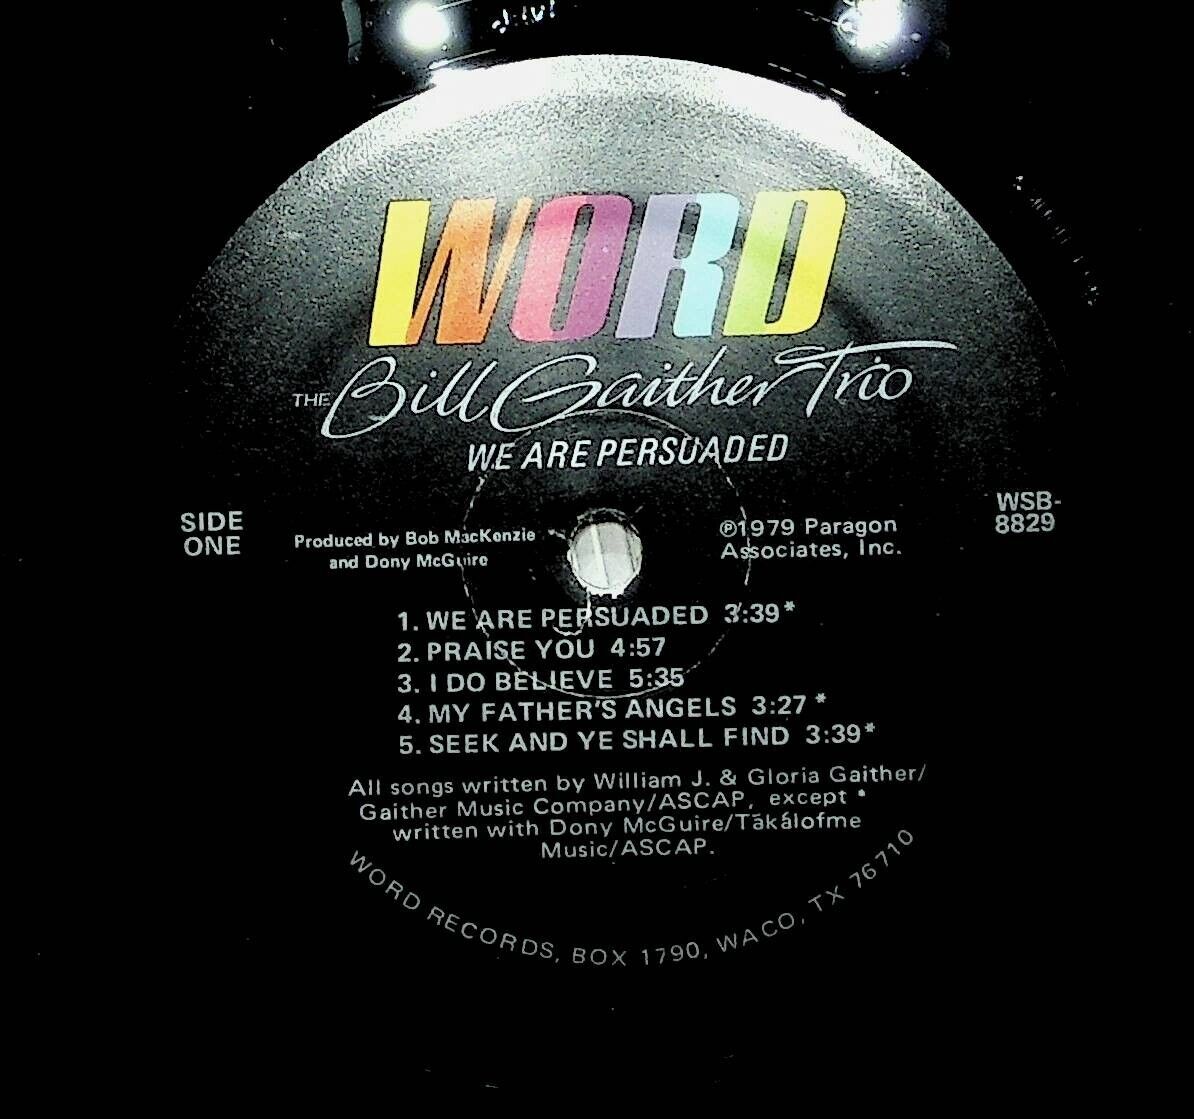 WORD
THE Bill Gaither Trio
WE ARE PERSUADED
SIDE
ONE
Produced by Bob MacKenzie
and Dony McGuire
℗1979 Paragon
Associates, Inc.
WSB-
8829
1. WE ARE PERSUADED 3:39*
2. PRAISE YOU 4:57
3. I DO BELIEVE 5:35
4. MY FATHER'S ANGELS 3:27 *
5. SEEK AND YE SHALL FIND 3:39*
All songs written by William J. & Gloria Gaither/
Gaither Music Company/ASCAP, except *
written with Dony McGuire/Tākálofme
Music/ASCAP.
WORD RECORDS, BOX 1790, WACO, TX 76710